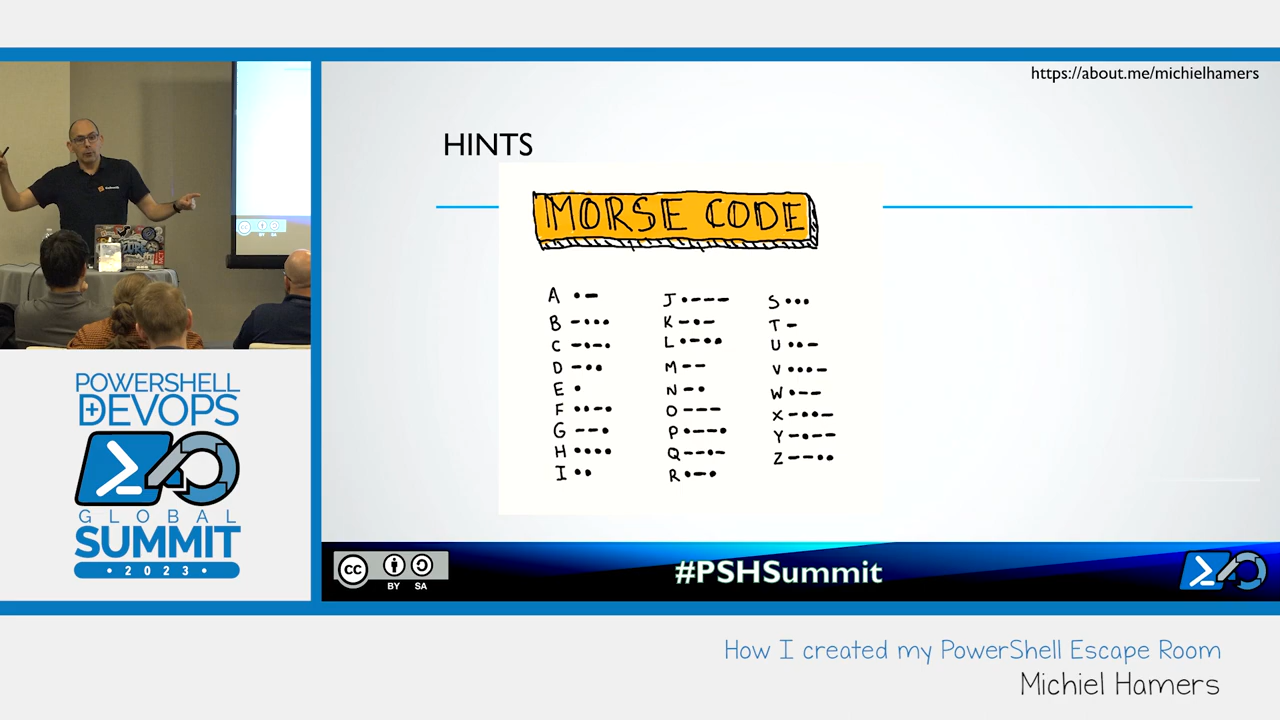 https://about.me/michielhamers
HINTS
MORSE CODE
A •–
B –•••
C –•–•
D –••
E •
F ••–•
G ––•
H ••••
I ••
J •–––
K –•–
L •–••
M ––
N –•
O –––
P •––•
Q ––•–
R •–•
S •••
T –
U ••–
V •••–
W •––
X –••–
Y –•––
Z ––••
POWERSHELL
+DEVOPS
GLOBAL
SUMMIT
• 2023 •
cc
BY SA
#PSHSummit
How I created my PowerShell Escape Room
Michiel Hamers